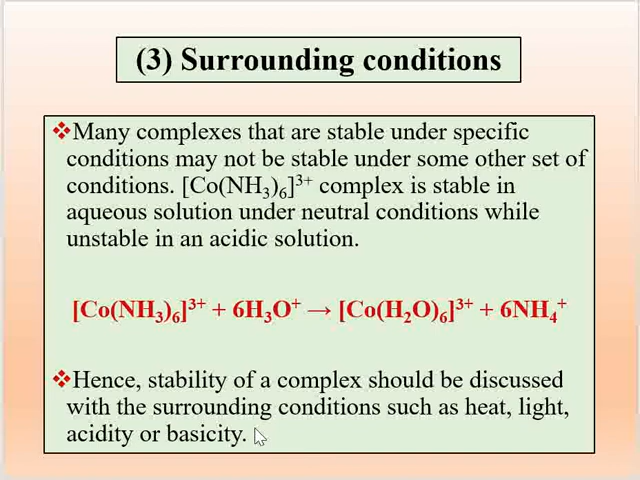 (3) Surrounding conditions
❖Many complexes that are stable under specific
conditions may not be stable under some other set of
conditions. [Co(NH₃)₆]³⁺ complex is stable in
aqueous solution under neutral conditions while
unstable in an acidic solution.
[Co(NH₃)₆]³⁺ + 6H₃O⁺ → [Co(H₂O)₆]³⁺ + 6NH₄⁺
❖Hence, stability of a complex should be discussed
with the surrounding conditions such as heat, light,
acidity or basicity.